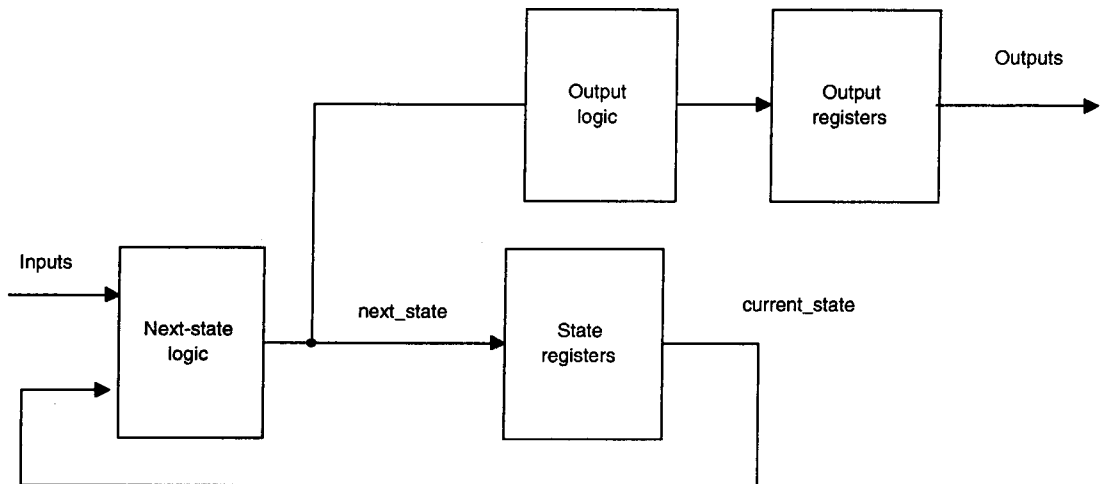 Output
logic
Output
registers
Outputs
Inputs
Next-state
logic
next_state
State
registers
current_state